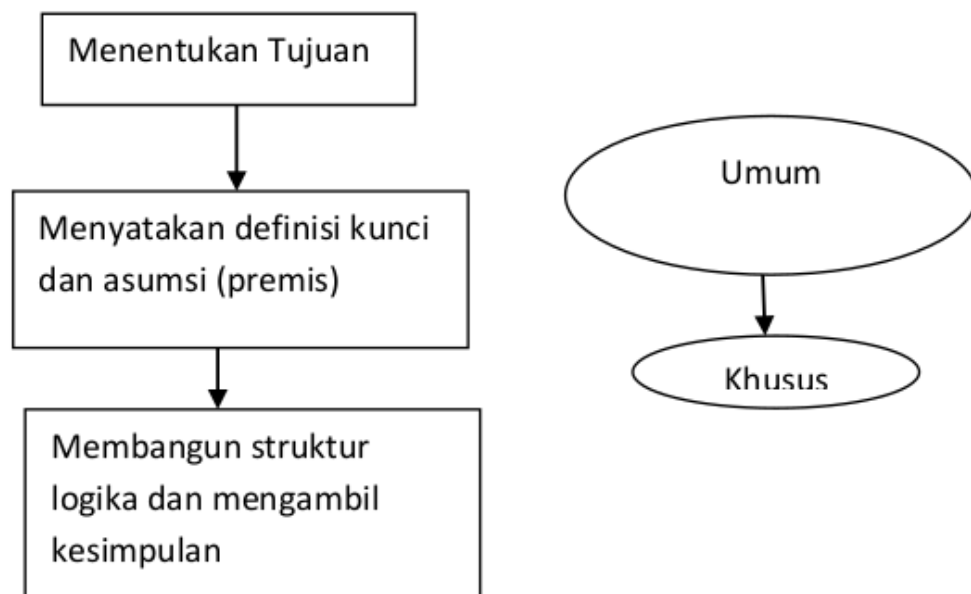 Menentukan Tujuan
Menyatakan definisi kunci
dan asumsi (premis)
Membangun struktur
logika dan mengambil
kesimpulan
Umum
Khusus